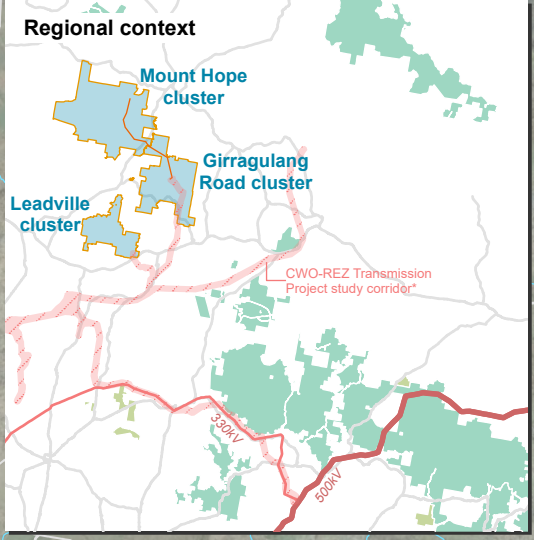 Regional context
Mount Hope
cluster
Girragulang
Road cluster
Leadville
cluster
CWO-REZ Transmission
Project study corridor*
330kV
500kV